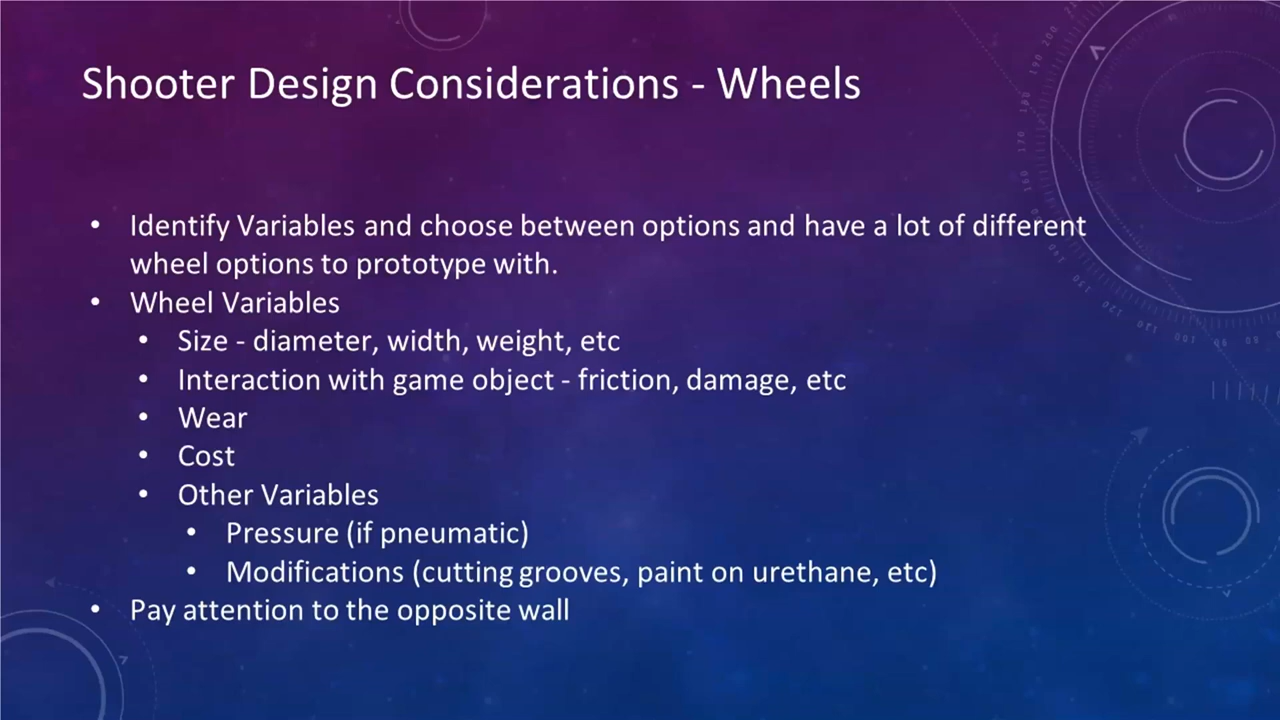 Shooter Design Considerations - Wheels
• Identify Variables and choose between options and have a lot of different
wheel options to prototype with.
• Wheel Variables
• Size - diameter, width, weight, etc
• Interaction with game object - friction, damage, etc
• Wear
• Cost
• Other Variables
• Pressure (if pneumatic)
• Modifications (cutting grooves, paint on urethane, etc)
• Pay attention to the opposite wall